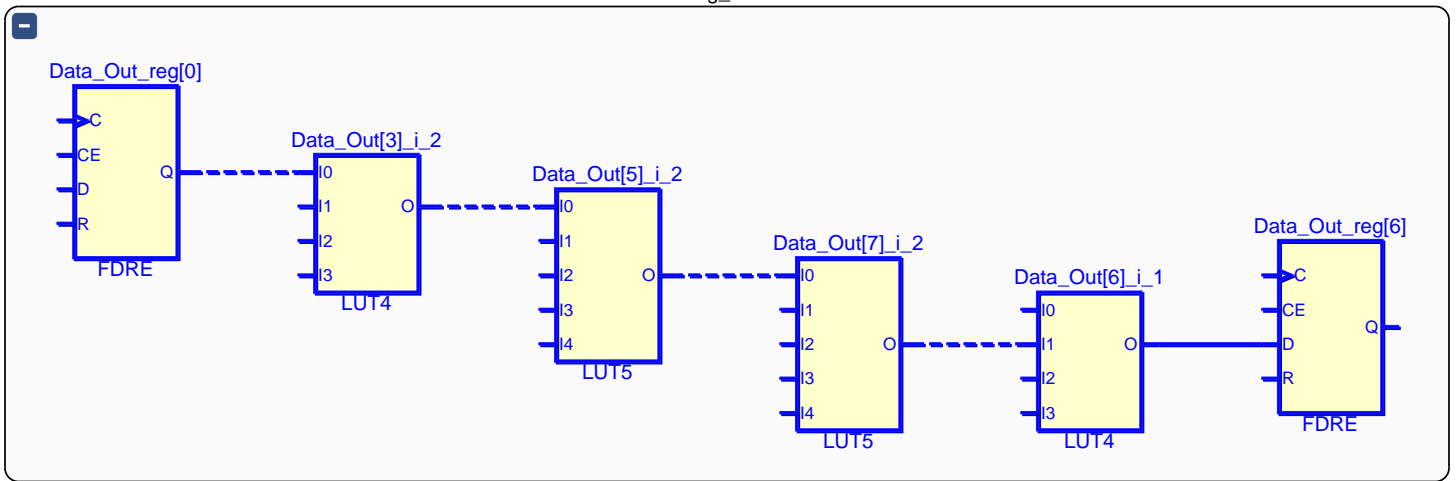 Data_Out_reg[0]
C
CE
D
R
Q
FDRE
Data_Out[3]_i_2
I0
I1
I2
I3
O
LUT4
Data_Out[5]_i_2
I0
I1
I2
I3
I4
O
LUT5
Data_Out[7]_i_2
I0
I1
I2
I3
I4
O
LUT5
Data_Out[6]_i_1
I0
I1
I2
I3
O
LUT4
Data_Out_reg[6]
C
CE
D
R
Q
FDRE